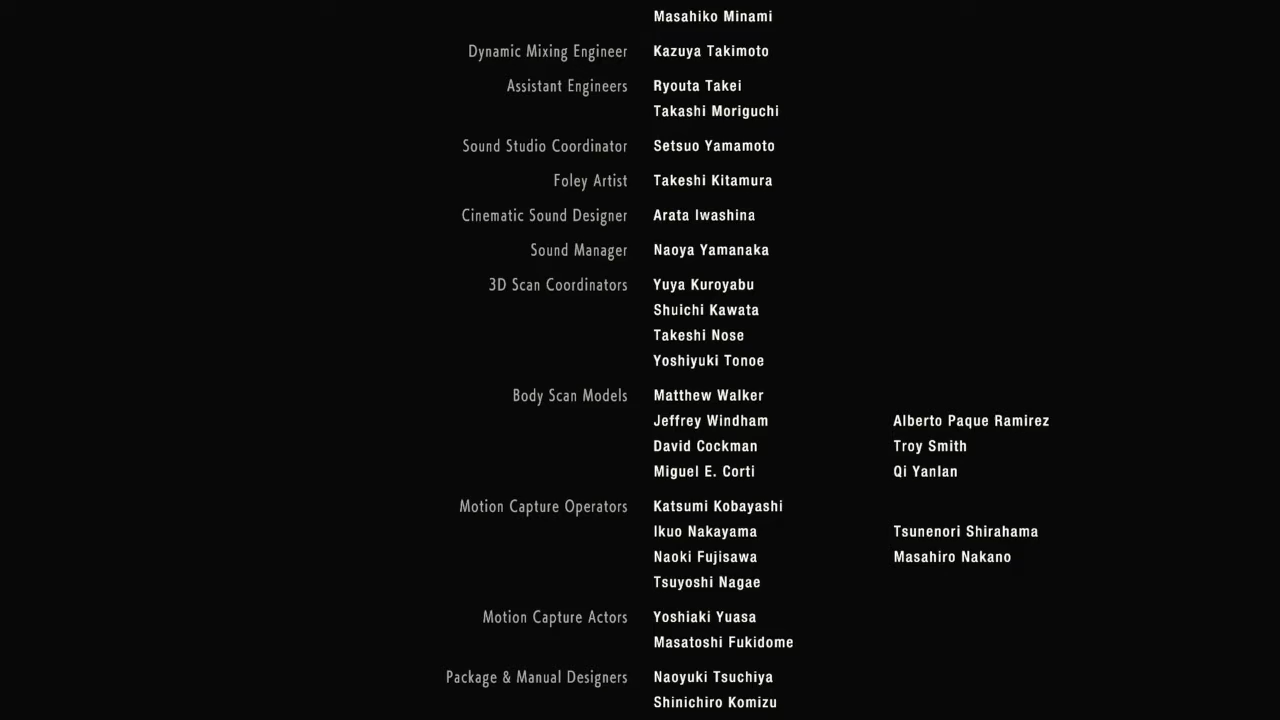 Masahiko Minami
Dynamic Mixing Engineer Kazuya Takimoto
Assistant Engineers Ryouta Takei
Takashi Moriguchi
Sound Studio Coordinator Setsuo Yamamoto
Foley Artist Takeshi Kitamura
Cinematic Sound Designer Arata Iwashina
Sound Manager Naoya Yamanaka
3D Scan Coordinators Yuya Kuroyabu
Shuichi Kawata
Takeshi Nose
Yoshiyuki Tonoe
Body Scan Models Matthew Walker
Jeffrey Windham Alberto Paque Ramirez
David Cockman Troy Smith
Miguel E. Corti Qi Yanlan
Motion Capture Operators Katsumi Kobayashi
Ikuo Nakayama Tsunenori Shirahama
Naoki Fujisawa Masahiro Nakano
Tsuyoshi Nagae
Motion Capture Actors Yoshiaki Yuasa
Masatoshi Fukidome
Package & Manual Designers Naoyuki Tsuchiya
Shinichiro Komizu